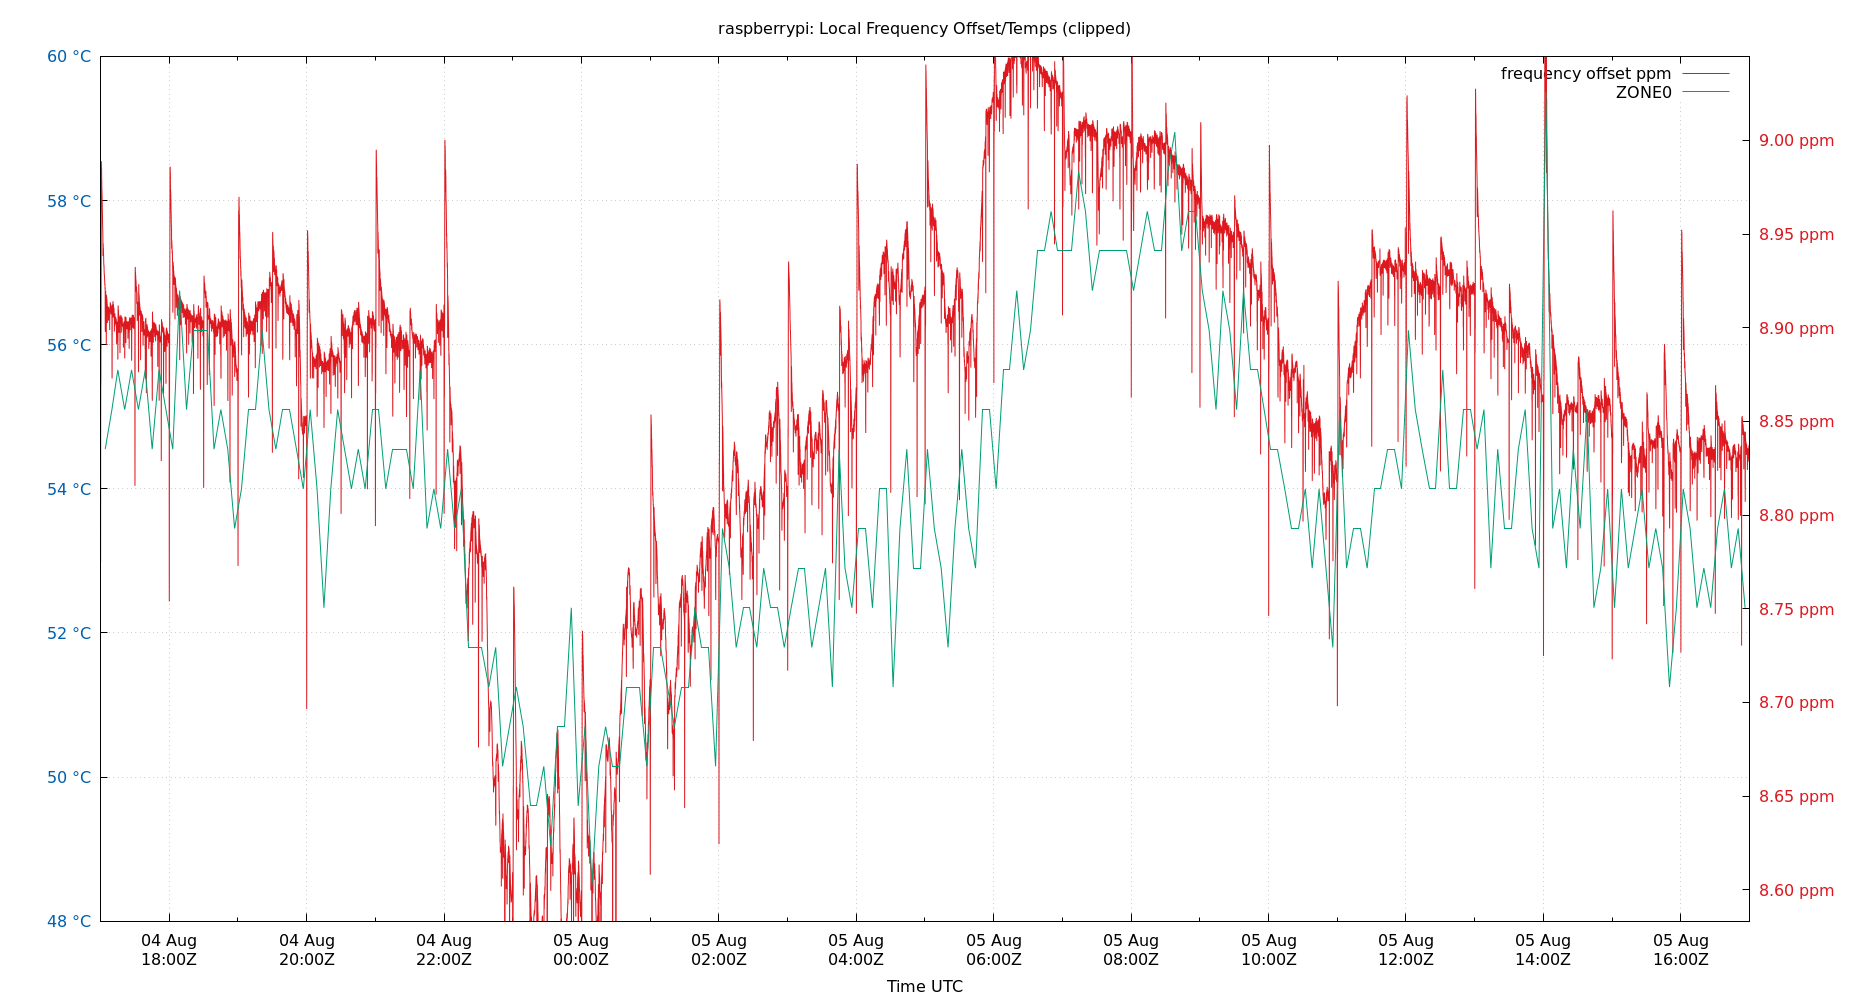 raspberrypi: Local Frequency Offset/Temps (clipped)
frequency offset ppm
ZONE0
60 °C
58 °C
56 °C
54 °C
52 °C
50 °C
48 °C
9.00 ppm
8.95 ppm
8.90 ppm
8.85 ppm
8.80 ppm
8.75 ppm
8.70 ppm
8.65 ppm
8.60 ppm
04 Aug
18:00Z
04 Aug
20:00Z
04 Aug
22:00Z
05 Aug
00:00Z
05 Aug
02:00Z
05 Aug
04:00Z
05 Aug
06:00Z
05 Aug
08:00Z
05 Aug
10:00Z
05 Aug
12:00Z
05 Aug
14:00Z
05 Aug
16:00Z
Time UTC